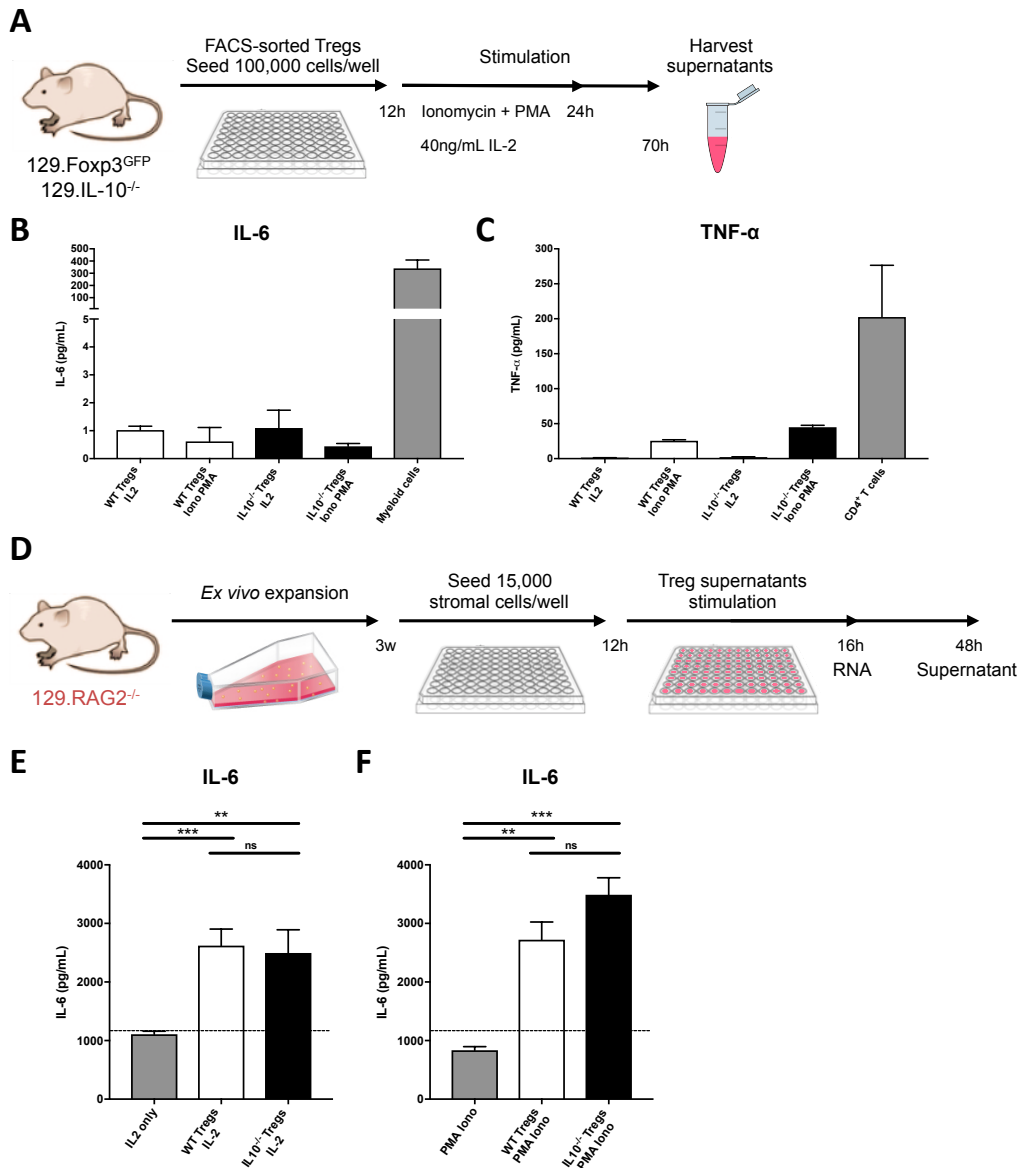 A
FACS-sorted Tregs
Seed 100,000 cells/well
Stimulation
Harvest
supernatants
12h
Ionomycin + PMA
24h
40ng/mL IL-2
70h
129.Foxp3GFP
129.IL-10-/-
B
IL-6
IL-6 (pg/mL)
500
400
300
200
100
5
4
3
2
1
0
WT Tregs
IL2
WT Tregs
Iono PMA
IL10-/- Tregs
IL2
IL10-/- Tregs
Iono PMA
Myeloid cells
C
TNF-α
TNF-α (pg/mL)
300
250
200
150
100
50
0
WT Tregs
IL2
WT Tregs
Iono PMA
IL10-/- Tregs
IL2
IL10-/- Tregs
Iono PMA
CD4+ T cells
D
Ex vivo expansion
Seed 15,000
stromal cells/well
Treg supernatants
stimulation
3w
12h
16h
RNA
48h
Supernatant
129.RAG2-/-
E
IL-6
**
***
ns
IL-6 (pg/mL)
4000
3000
2000
1000
0
IL2 only
WT Tregs
IL-2
IL10-/- Tregs
IL-2
F
IL-6
***
**
ns
IL-6 (pg/mL)
4000
3000
2000
1000
0
PMA Iono
WT Tregs
PMA Iono
IL10-/- Tregs
PMA Iono